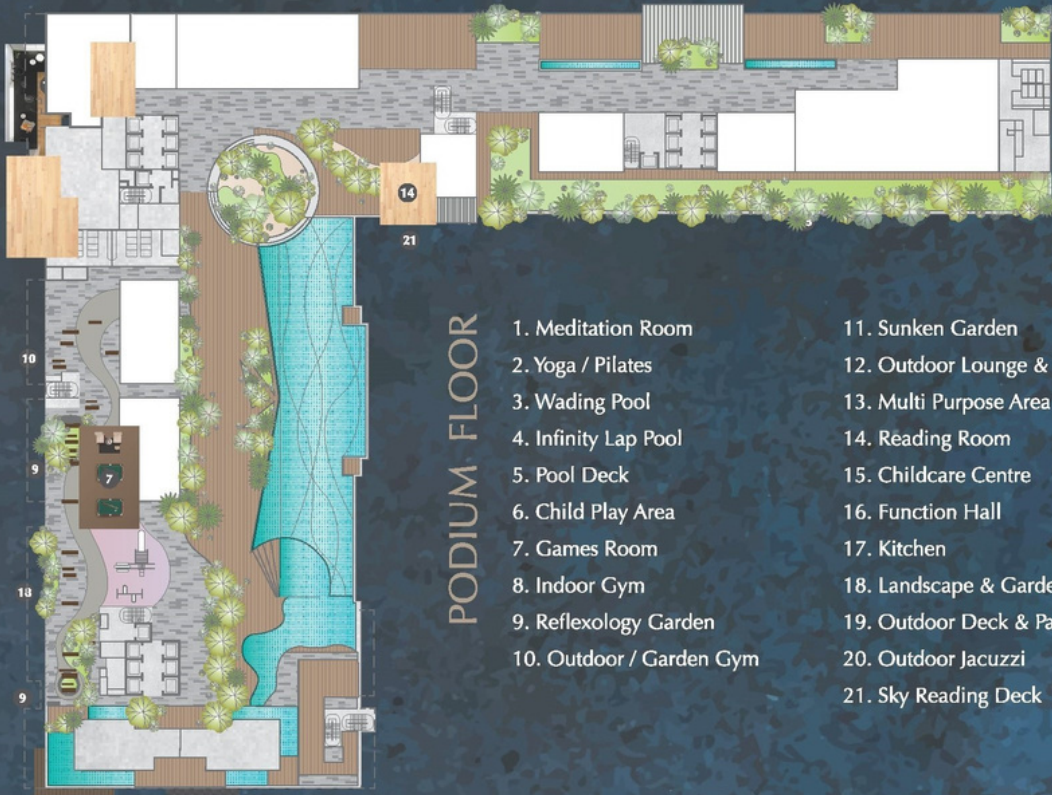 14
21
3
10
9
7
18
9
PODIUM FLOOR
1. Meditation Room
2. Yoga / Pilates
3. Wading Pool
4. Infinity Lap Pool
5. Pool Deck
6. Child Play Area
7. Games Room
8. Indoor Gym
9. Reflexology Garden
10. Outdoor / Garden Gym
11. Sunken Garden
12. Outdoor Lounge &
13. Multi Purpose Area
14. Reading Room
15. Childcare Centre
16. Function Hall
17. Kitchen
18. Landscape & Garde
19. Outdoor Deck & Pa
20. Outdoor Jacuzzi
21. Sky Reading Deck